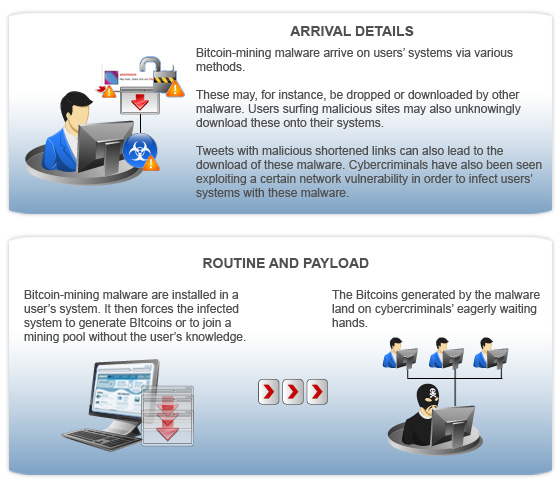 ARRIVAL DETAILS
Bitcoin-mining malware arrive on users' systems via various
methods.
These may, for instance, be dropped or downloaded by other
malware. Users surfing malicious sites may also unknowingly
download these onto their systems.
Tweets with malicious shortened links can also lead to the
download of these malware. Cybercriminals have also been seen
exploiting a certain network vulnerability in order to infect users'
systems with these malware.
ROUTINE AND PAYLOAD
Bitcoin-mining malware are installed in a
user's system. It then forces the infected
system to generate BItcoins or to join a
mining pool without the user's knowledge.
The Bitcoins generated by the malware
land on cybercriminals' eagerly waiting
hands.